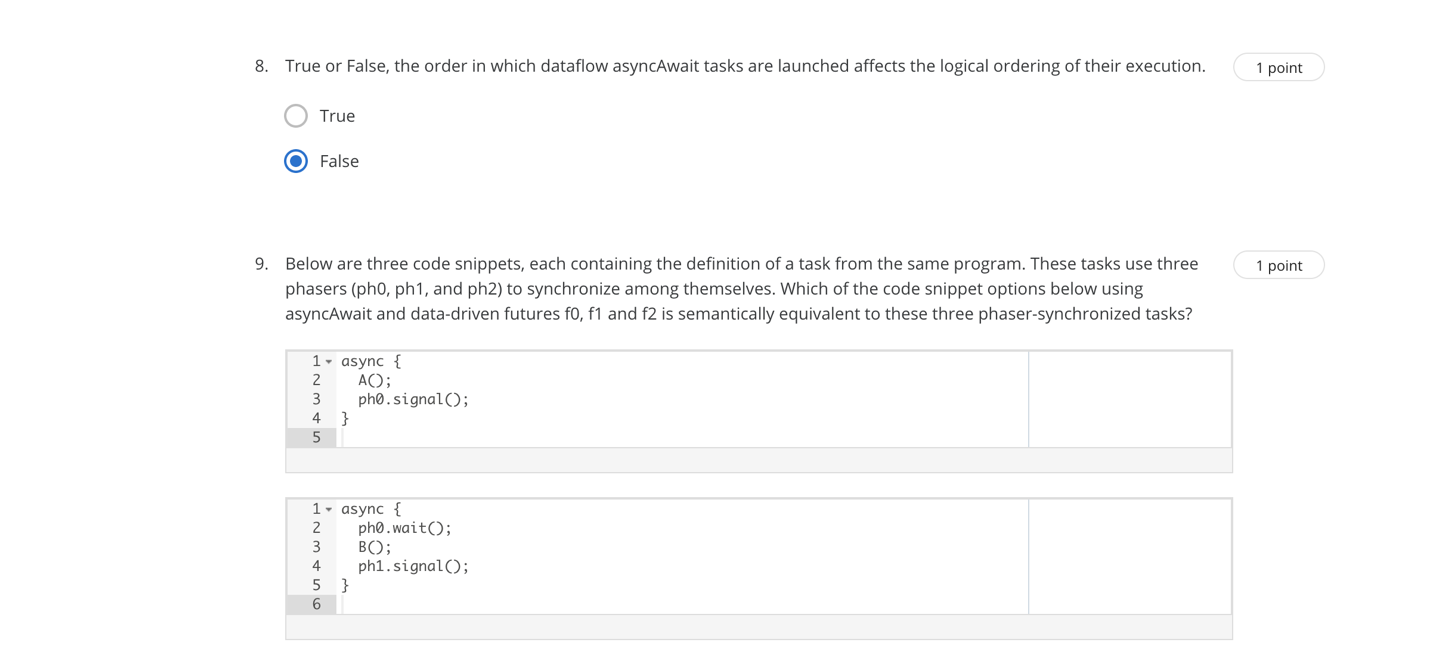 8. True or False, the order in which dataflow asyncAwait tasks are launched affects the logical ordering of their execution.
1 point
True
False
9. Below are three code snippets, each containing the definition of a task from the same program. These tasks use three
1 point
phasers (ph0, ph1, and ph2) to synchronize among themselves. Which of the code snippet options below using
asyncAwait and data-driven futures f0, f1 and f2 is semantically equivalent to these three phaser-synchronized tasks?
1 async {
2   A();
3   ph0.signal();
4 }
5
1 async {
2   ph0.wait();
3   B();
4   ph1.signal();
5 }
6